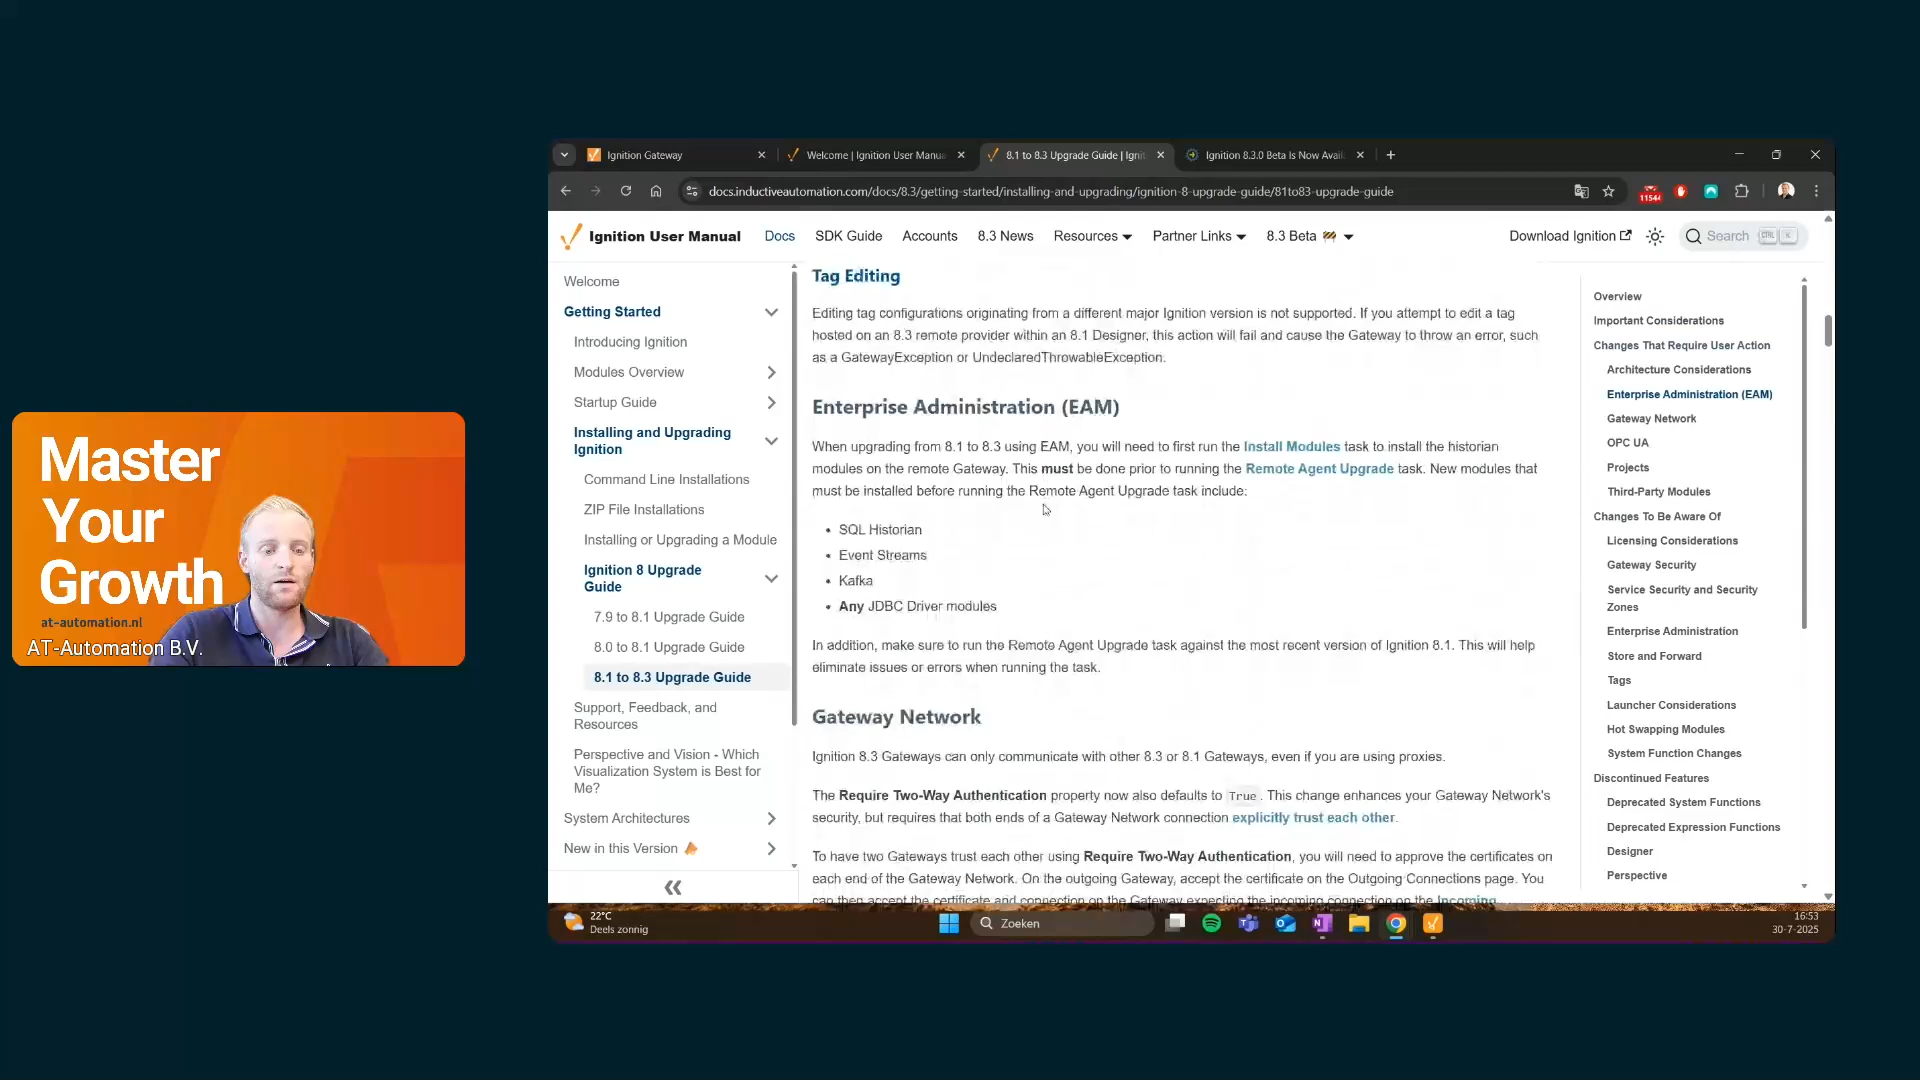 Master
Your
Growth
at-automation.nl
AT-Automation B.V.
Ignition Gateway
Welcome | Ignition User Manua
8.1 to 8.3 Upgrade Guide | Ignit
Ignition 8.3.0 Beta Is Now Avail
docs.inductiveautomation.com/docs/8.3/getting-started/installing-and-upgrading/ignition-8-upgrade-guide/81to83-upgrade-guide
11544
Ignition User Manual
Docs
SDK Guide
Accounts
8.3 News
Resources
Partner Links
8.3 Beta
Download Ignition
Search
CTRL
K
Welcome
Getting Started
Introducing Ignition
Modules Overview
Startup Guide
Installing and Upgrading
Ignition
Command Line Installations
ZIP File Installations
Installing or Upgrading a Module
Ignition 8 Upgrade
Guide
7.9 to 8.1 Upgrade Guide
8.0 to 8.1 Upgrade Guide
8.1 to 8.3 Upgrade Guide
Support, Feedback, and
Resources
Perspective and Vision - Which
Visualization System is Best for
Me?
System Architectures
New in this Version
Tag Editing
Editing tag configurations originating from a different major Ignition version is not supported. If you attempt to edit a tag
hosted on an 8.3 remote provider within an 8.1 Designer, this action will fail and cause the Gateway to throw an error, such
as a GatewayException or UndeclaredThrowableException.
Enterprise Administration (EAM)
When upgrading from 8.1 to 8.3 using EAM, you will need to first run the Install Modules task to install the historian
modules on the remote Gateway. This must be done prior to running the Remote Agent Upgrade task. New modules that
must be installed before running the Remote Agent Upgrade task include:
• SQL Historian
• Event Streams
• Kafka
• Any JDBC Driver modules
In addition, make sure to run the Remote Agent Upgrade task against the most recent version of Ignition 8.1. This will help
eliminate issues or errors when running the task.
Gateway Network
Ignition 8.3 Gateways can only communicate with other 8.3 or 8.1 Gateways, even if you are using proxies.
The Require Two-Way Authentication property now also defaults to True. This change enhances your Gateway Network's
security, but requires that both ends of a Gateway Network connection explicitly trust each other.
To have two Gateways trust each other using Require Two-Way Authentication, you will need to approve the certificates on
each end of the Gateway Network. On the outgoing Gateway, accept the certificate on the Outgoing Connections page. You
can then accept the certificate and connection on the Gateway expecting the incoming connection on the Incoming
Overview
Important Considerations
Changes That Require User Action
Architecture Considerations
Enterprise Administration (EAM)
Gateway Network
OPC UA
Projects
Third-Party Modules
Changes To Be Aware Of
Licensing Considerations
Gateway Security
Service Security and Security
Zones
Enterprise Administration
Store and Forward
Tags
Launcher Considerations
Hot Swapping Modules
System Function Changes
Discontinued Features
Deprecated System Functions
Deprecated Expression Functions
Designer
Perspective
22°C
Deels zonnig
Zoeken
16:53
30-7-2025